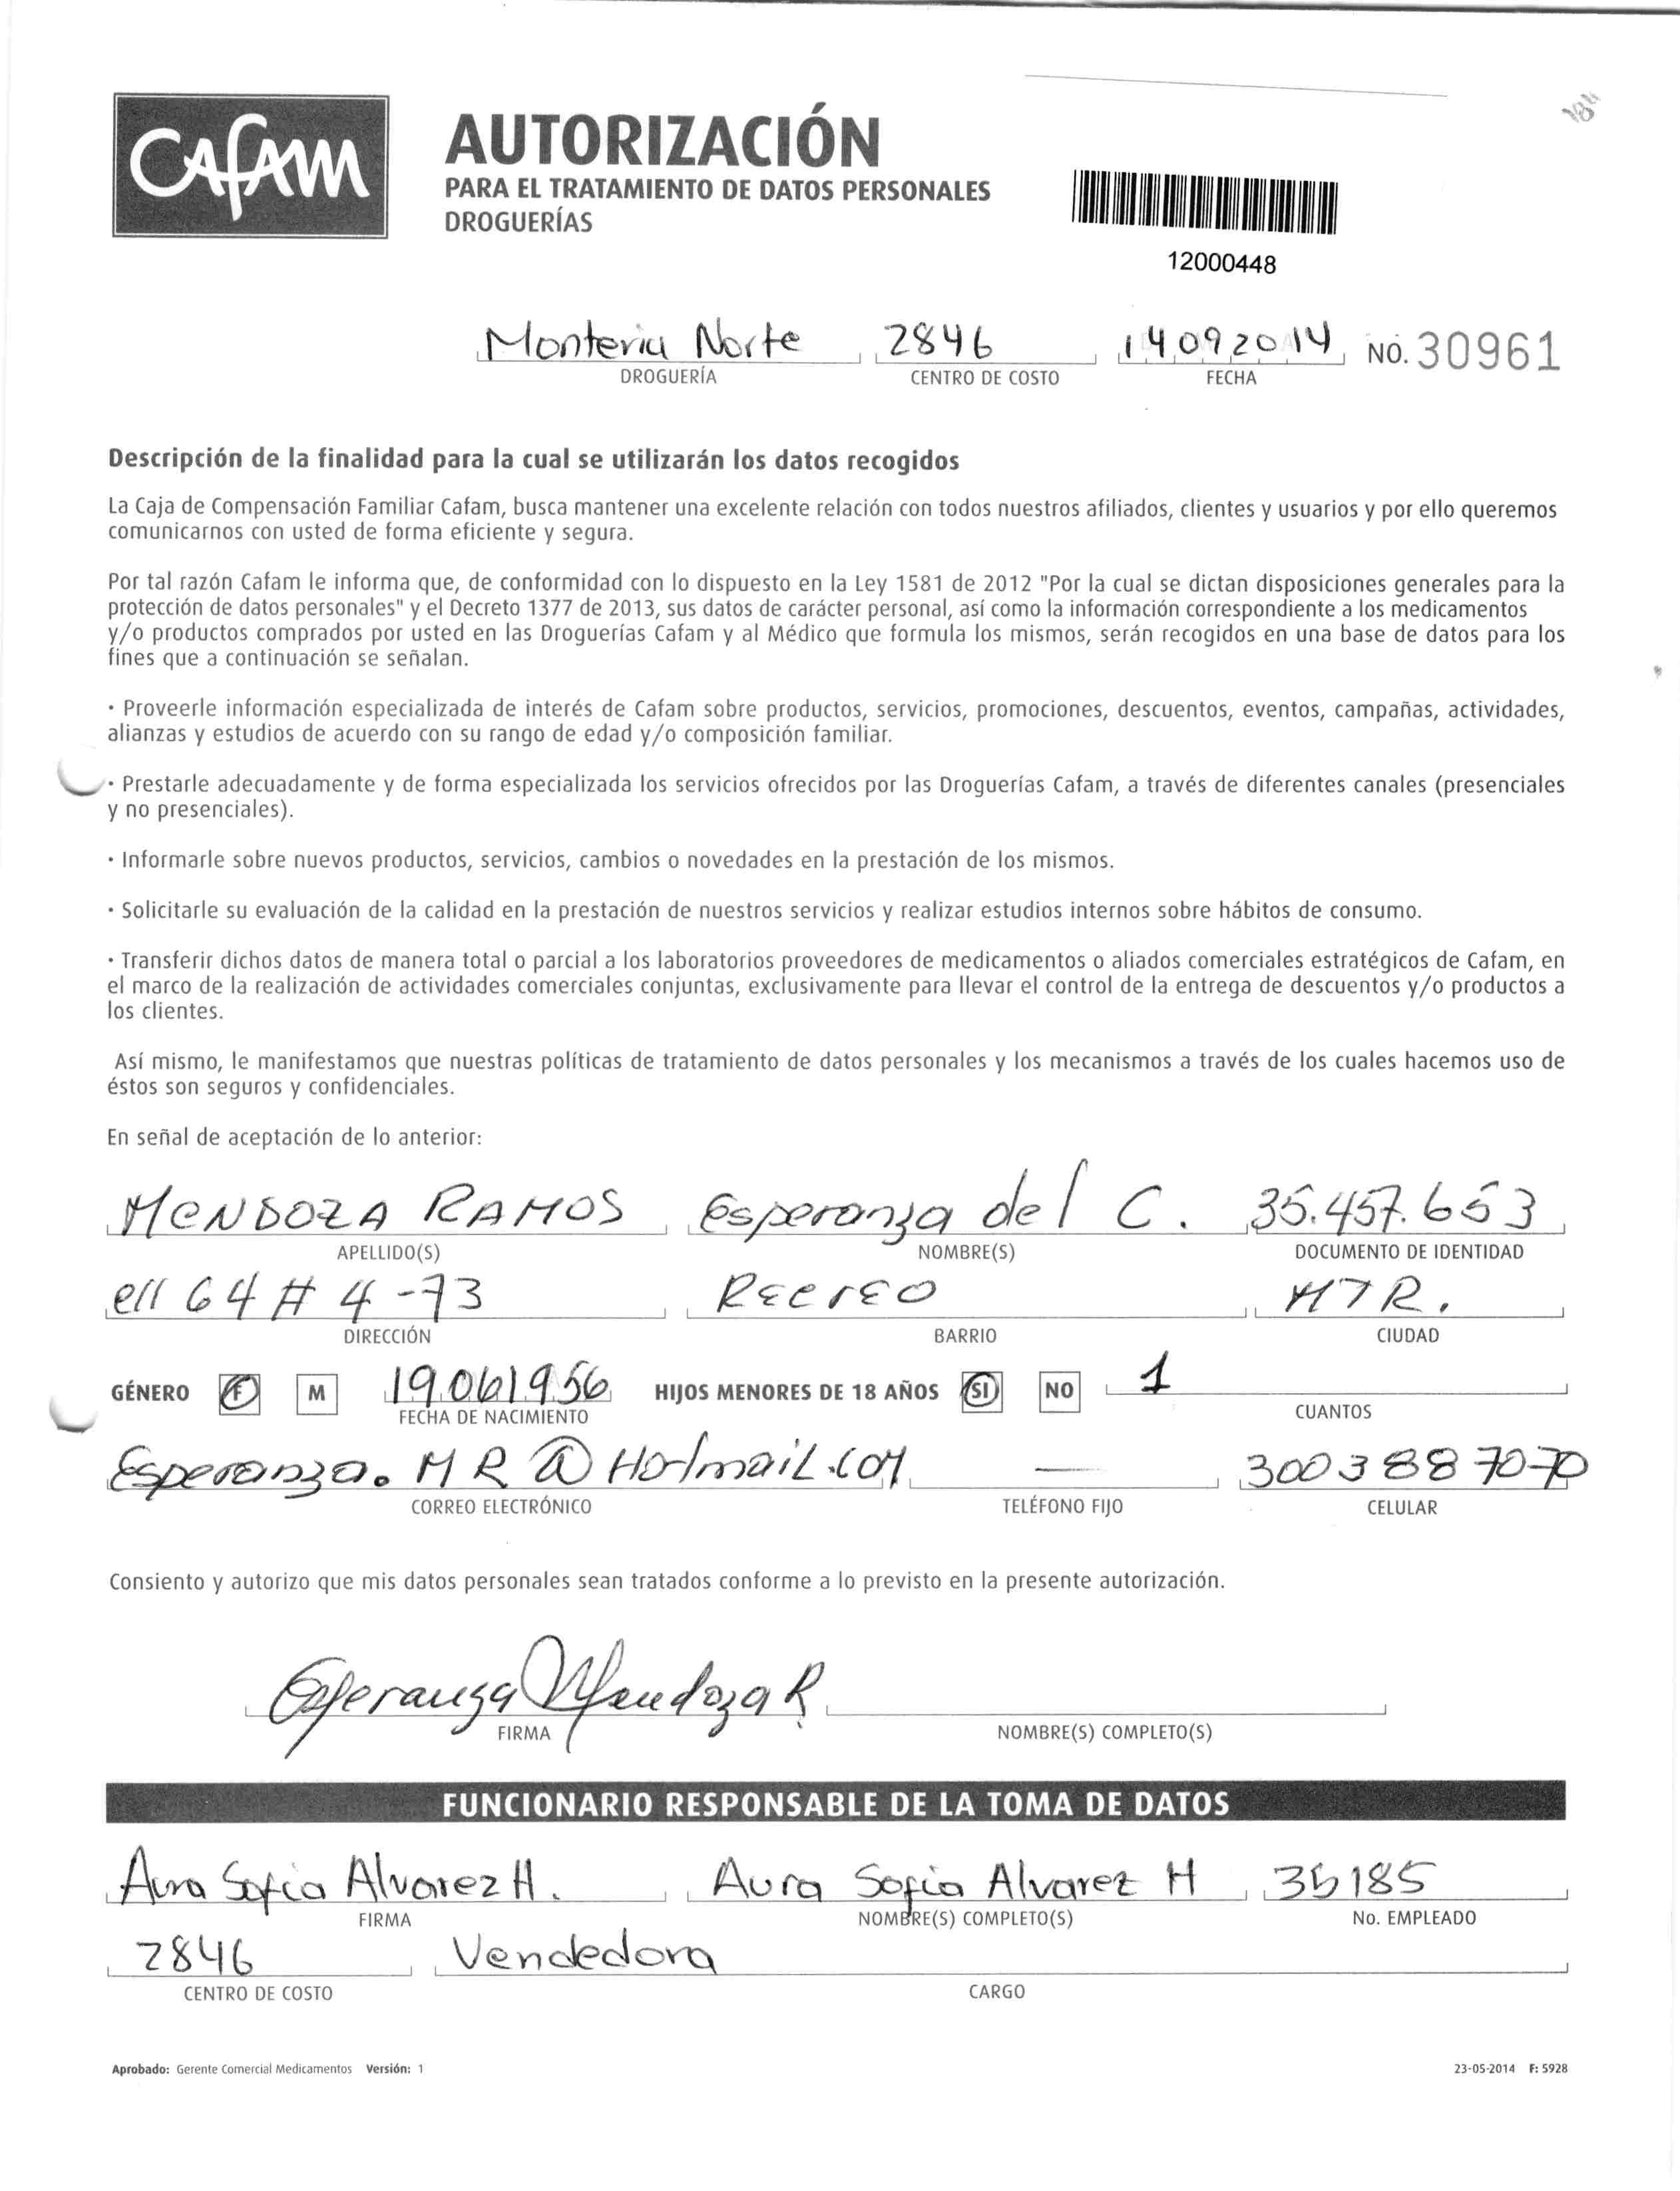 Cafam
AUTORIZACIÓN
PARA EL TRATAMIENTO DE DATOS PERSONALES
DROGUERÍAS
12000448
Monteria Norte 2846 14092014 NO. 30961
DROGUERÍA CENTRO DE COSTO FECHA
Descripción de la finalidad para la cual se utilizarán los datos recogidos
La Caja de Compensación Familiar Cafam, busca mantener una excelente relación con todos nuestros afiliados, clientes y usuarios y por ello queremos
comunicarnos con usted de forma eficiente y segura.
Por tal razón Cafam le informa que, de conformidad con lo dispuesto en la Ley 1581 de 2012 "Por la cual se dictan disposiciones generales para la
protección de datos personales" y el Decreto 1377 de 2013, sus datos de carácter personal, así como la información correspondiente a los medicamentos
y/o productos comprados por usted en las Droguerías Cafam y al Médico que formula los mismos, serán recogidos en una base de datos para los
fines que a continuación se señalan.
· Proveerle información especializada de interés de Cafam sobre productos, servicios, promociones, descuentos, eventos, campañas, actividades,
alianzas y estudios de acuerdo con su rango de edad y/o composición familiar.
· Prestarle adecuadamente y de forma especializada los servicios ofrecidos por las Droguerías Cafam, a través de diferentes canales (presenciales
y no presenciales).
· Informarle sobre nuevos productos, servicios, cambios o novedades en la prestación de los mismos.
· Solicitarle su evaluación de la calidad en la prestación de nuestros servicios y realizar estudios internos sobre hábitos de consumo.
· Transferir dichos datos de manera total o parcial a los laboratorios proveedores de medicamentos o aliados comerciales estratégicos de Cafam, en
el marco de la realización de actividades comerciales conjuntas, exclusivamente para llevar el control de la entrega de descuentos y/o productos a
los clientes.
Así mismo, le manifestamos que nuestras políticas de tratamiento de datos personales y los mecanismos a través de los cuales hacemos uso de
éstos son seguros y confidenciales.
En señal de aceptación de lo anterior:
MENDOZA RAMOS Esperanza del C. 35.457.653
APELLIDO(S) NOMBRE(S) DOCUMENTO DE IDENTIDAD
cll 64 # 4-73 Recreo MTR.
DIRECCIÓN BARRIO CIUDAD
GÉNERO F M 19061956 HIJOS MENORES DE 18 AÑOS SI NO 1
FECHA DE NACIMIENTO CUANTOS
Esperanza.MR@Hotmail.com — 3003887070
CORREO ELECTRÓNICO TELÉFONO FIJO CELULAR
Consiento y autorizo que mis datos personales sean tratados conforme a lo previsto en la presente autorización.
Esperanza Mendoza R
FIRMA NOMBRE(S) COMPLETO(S)
FUNCIONARIO RESPONSABLE DE LA TOMA DE DATOS
Aura Sofia Alvarez H. Aura Sofia Alvarez H 35185
FIRMA NOMBRE(S) COMPLETO(S) No. EMPLEADO
2846 Vendedora
CENTRO DE COSTO CARGO
Aprobado: Gerente Comercial Medicamentos Versión: 1 23-05-2014 F: 5928